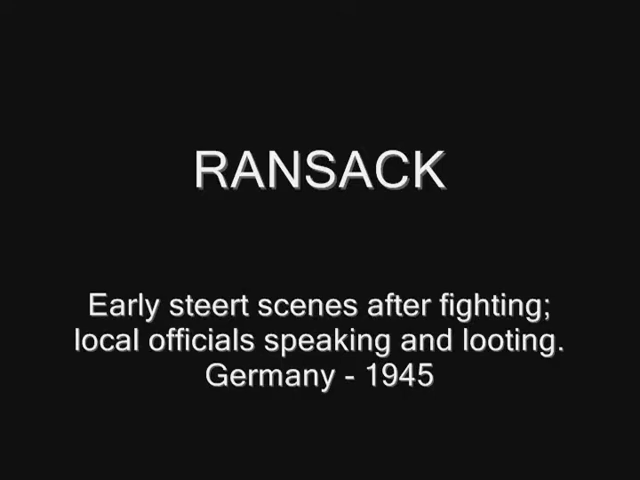 RANSACK
Early steert scenes after fighting;
local officials speaking and looting.
Germany - 1945